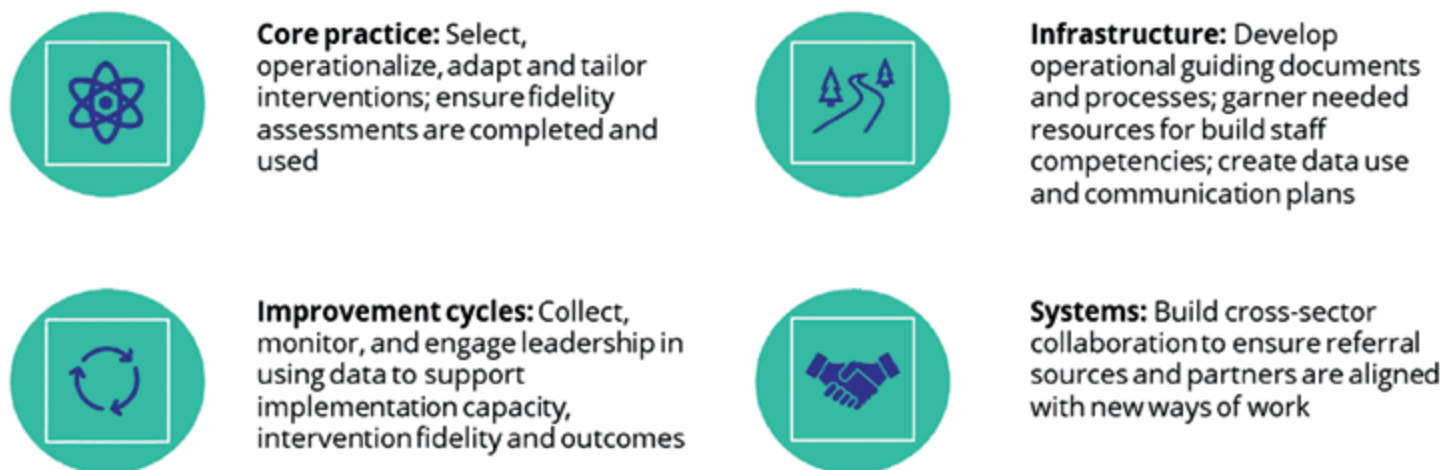 Core practice: Select,
operationalize, adapt and tailor
interventions; ensure fidelity
assessments are completed and
used
Infrastructure: Develop
operational guiding documents
and processes; garner needed
resources for build staff
competencies; create data use
and communication plans
Improvement cycles: Collect,
monitor, and engage leadership in
using data to support
implementation capacity,
intervention fidelity and outcomes
Systems: Build cross-sector
collaboration to ensure referral
sources and partners are aligned
with new ways of work